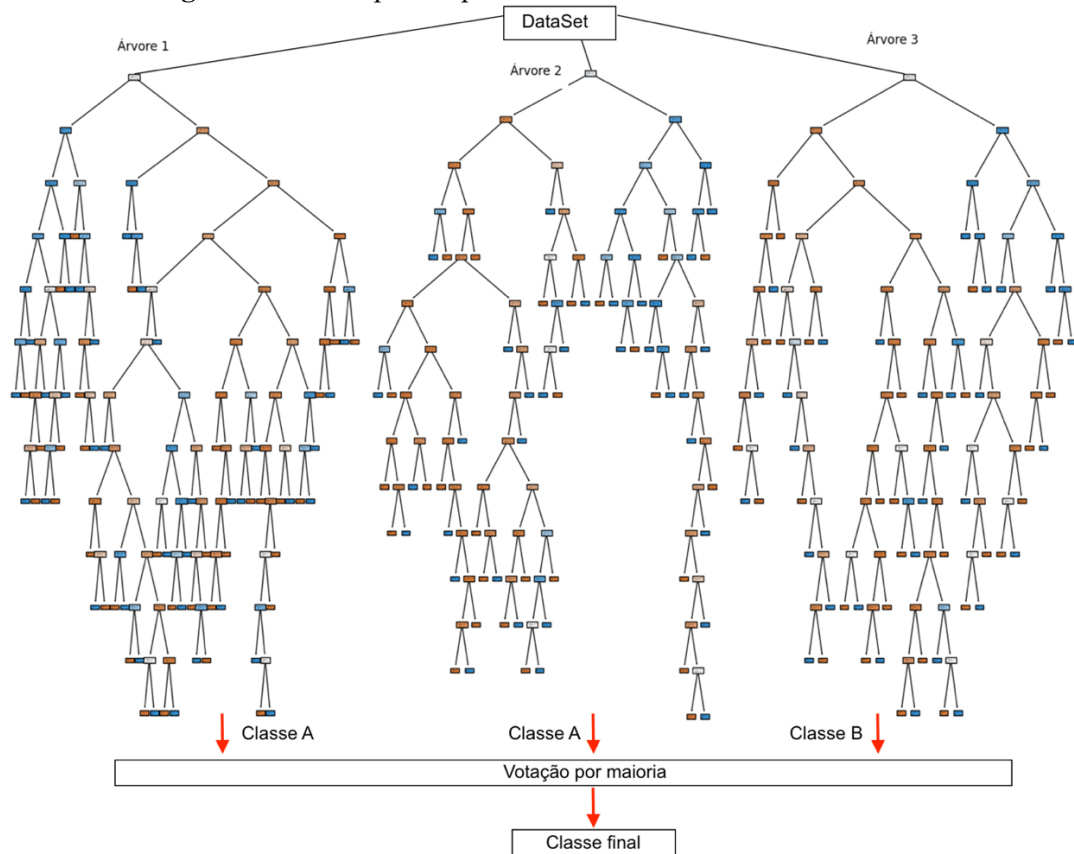 DataSet
Árvore 1
Árvore 2
Árvore 3
Classe A
Classe A
Classe B
Votação por maioria
Classe final